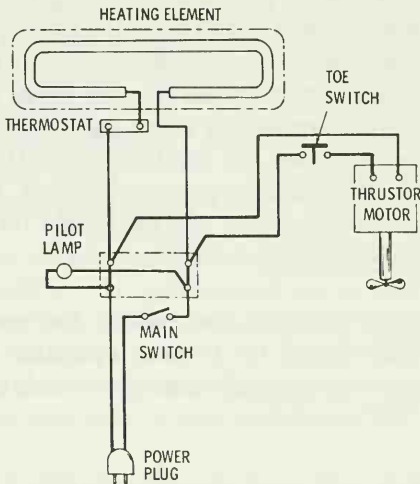 HEATING ELEMENT
TOE
SWITCH
THERMOSTAT
THRUSTOR
MOTOR
PILOT
LAMP
MAIN
SWITCH
POWER
PLUG